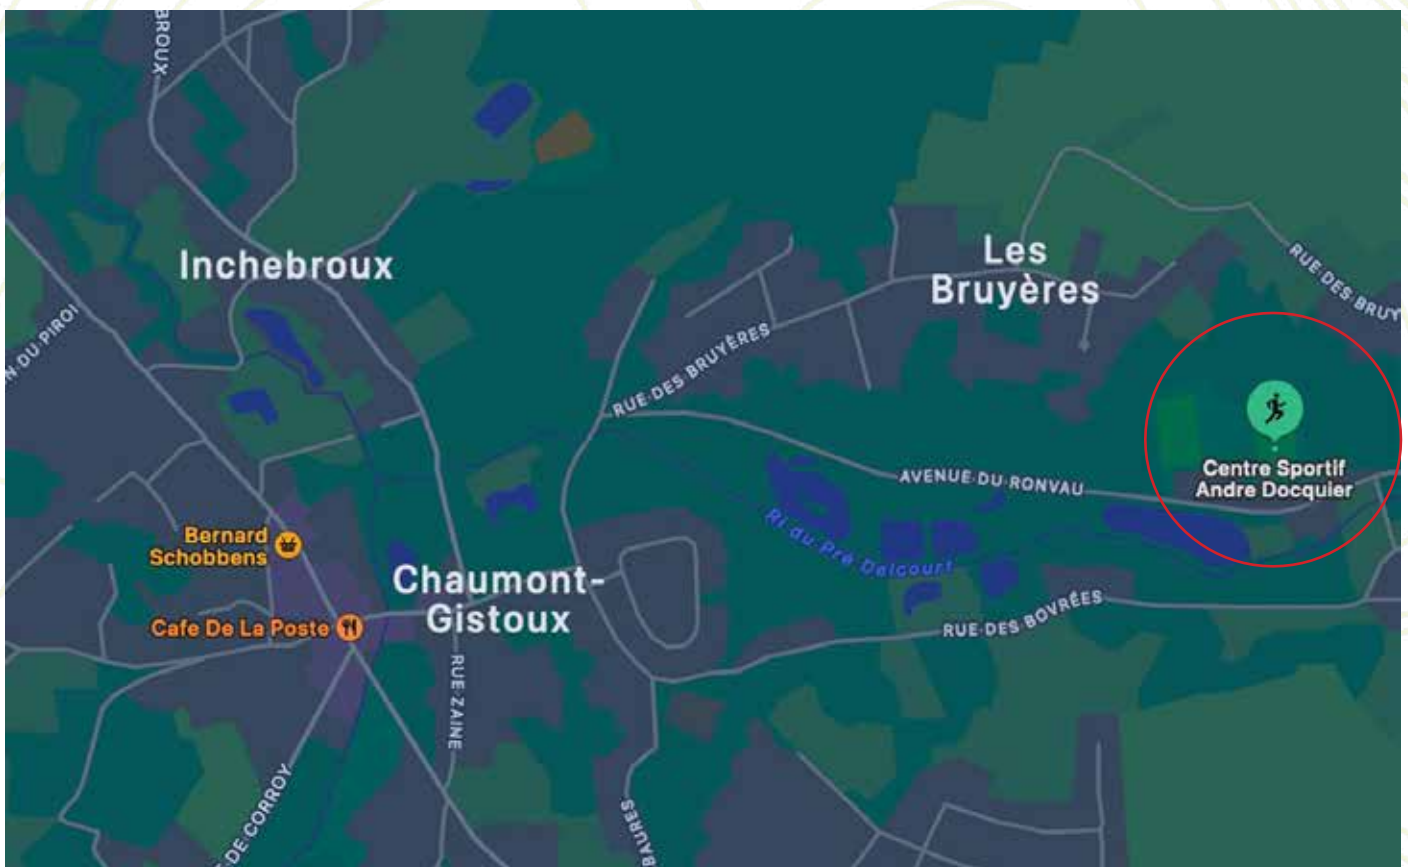 BROUX
Inchebroux
Les
Bruyères
RUE·DES·BRUY
N·DU·PIROI
RUE·DES·BRUYÈRES
Centre Sportif
Andre Docquier
AVENUE·DU·RONVAU
Ri du Pré Delcourt
Bernard
Schobbens
Chaumont-
Gistoux
Cafe De La Poste
RUE·DES·BOVRÉES
RUE·ZAINE
DE·CORROY
BAURES